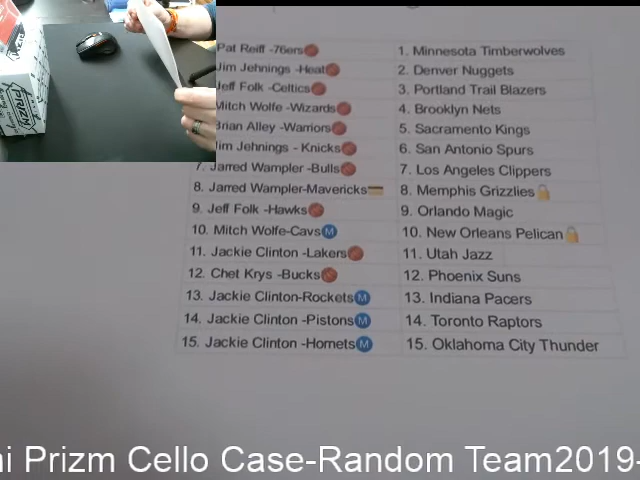 PRIZM
Pat Reiff -76ers
Jim Jehnings -Heat
Jeff Folk -Celtics
Mitch Wolfe -Wizards
Brian Alley -Warriors
Jim Jehnings - Knicks
7. Jarred Wampler -Bulls
8. Jarred Wampler-Mavericks
9. Jeff Folk -Hawks
10. Mitch Wolfe-Cavs M
11. Jackie Clinton -Lakers
12. Chet Krys -Bucks
13. Jackie Clinton-Rockets M
14. Jackie Clinton -Pistons M
15. Jackie Clinton -Hornets M
1. Minnesota Timberwolves
2. Denver Nuggets
3. Portland Trail Blazers
4. Brooklyn Nets
5. Sacramento Kings
6. San Antonio Spurs
7. Los Angeles Clippers
8. Memphis Grizzlies
9. Orlando Magic
10. New Orleans Pelican
11. Utah Jazz
12. Phoenix Suns
13. Indiana Pacers
14. Toronto Raptors
15. Oklahoma City Thunder
ni Prizm Cello Case-Random Team2019-